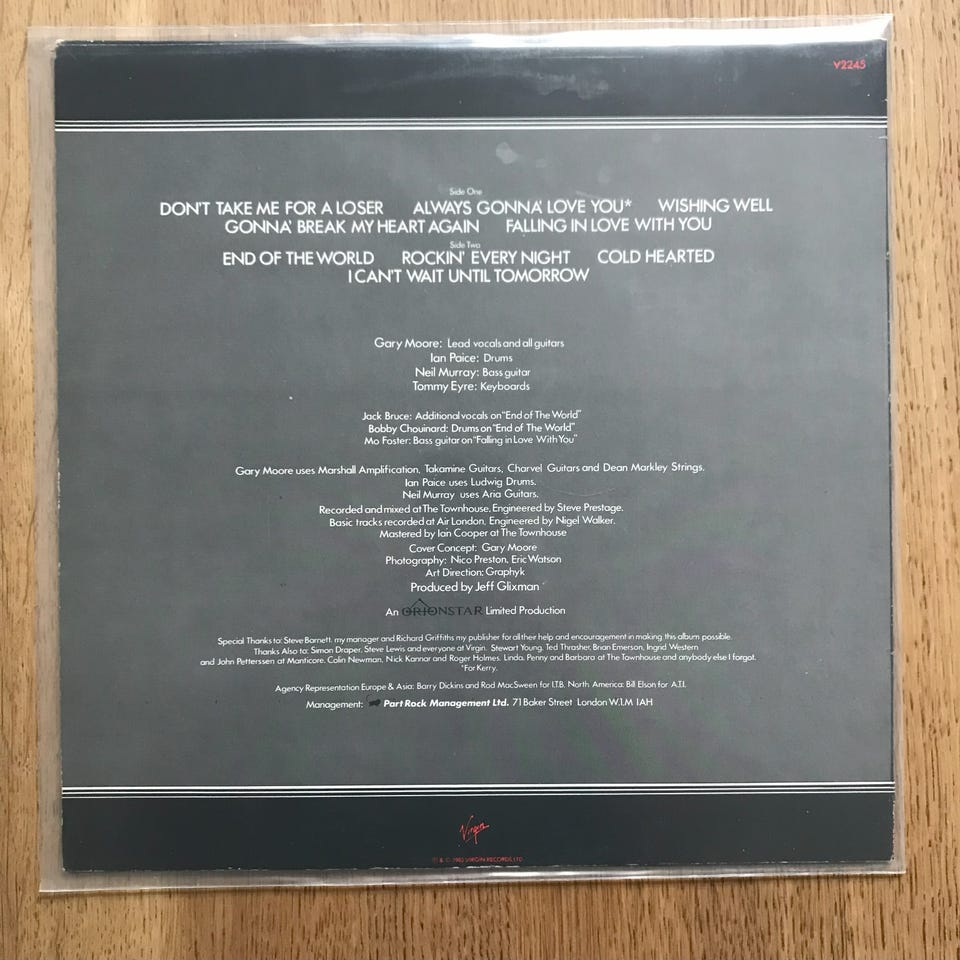 V2245
Side One
DON'T TAKE ME FOR A LOSER ALWAYS GONNA' LOVE YOU* WISHING WELL
GONNA' BREAK MY HEART AGAIN FALLING IN LOVE WITH YOU
Side Two
END OF THE WORLD ROCKIN' EVERY NIGHT COLD HEARTED
I CAN'T WAIT UNTIL TOMORROW
Gary Moore: Lead vocals and all guitars
Ian Paice: Drums
Neil Murray: Bass guitar
Tommy Eyre: Keyboards
Jack Bruce: Additional vocals on "End of The World"
Bobby Chouinard: Drums on "End of The World"
Mo Foster: Bass guitar on "Falling in Love With You"
Gary Moore uses Marshall Amplification, Takamine Guitars, Charvel Guitars and Dean Markley Strings.
Ian Paice uses Ludwig Drums.
Neil Murray uses Aria Guitars.
Recorded and mixed at The Townhouse. Engineered by Steve Prestage.
Basic tracks recorded at Air London. Engineered by Nigel Walker.
Mastered by Ian Cooper at The Townhouse
Cover Concept: Gary Moore
Photography: Nico Preston, Eric Watson
Art Direction: Graphyk
Produced by Jeff Glixman
An ORIONSTAR Limited Production
Special Thanks to: Steve Barnett, my manager and Richard Griffiths my publisher for all their help and encouragement in making this album possible.
Thanks Also to: Simon Draper, Steve Lewis and everyone at Virgin. Stewart Young, Ted Thrasher, Brian Emerson, Ingrid Western
and John Petterssen at Manticore. Colin Newman, Nick Kannar and Roger Holmes. Linda, Penny and Barbara at The Townhouse and anybody else I forgot.
*For Kerry.
Agency Representation Europe & Asia: Barry Dickins and Rod MacSween for I.T.B. North America: Bill Elson for A.T.I.
Management: Part Rock Management Ltd. 71 Baker Street London W.1.M 1AH
Virgin
℗ & © 1982 VIRGIN RECORDS LTD